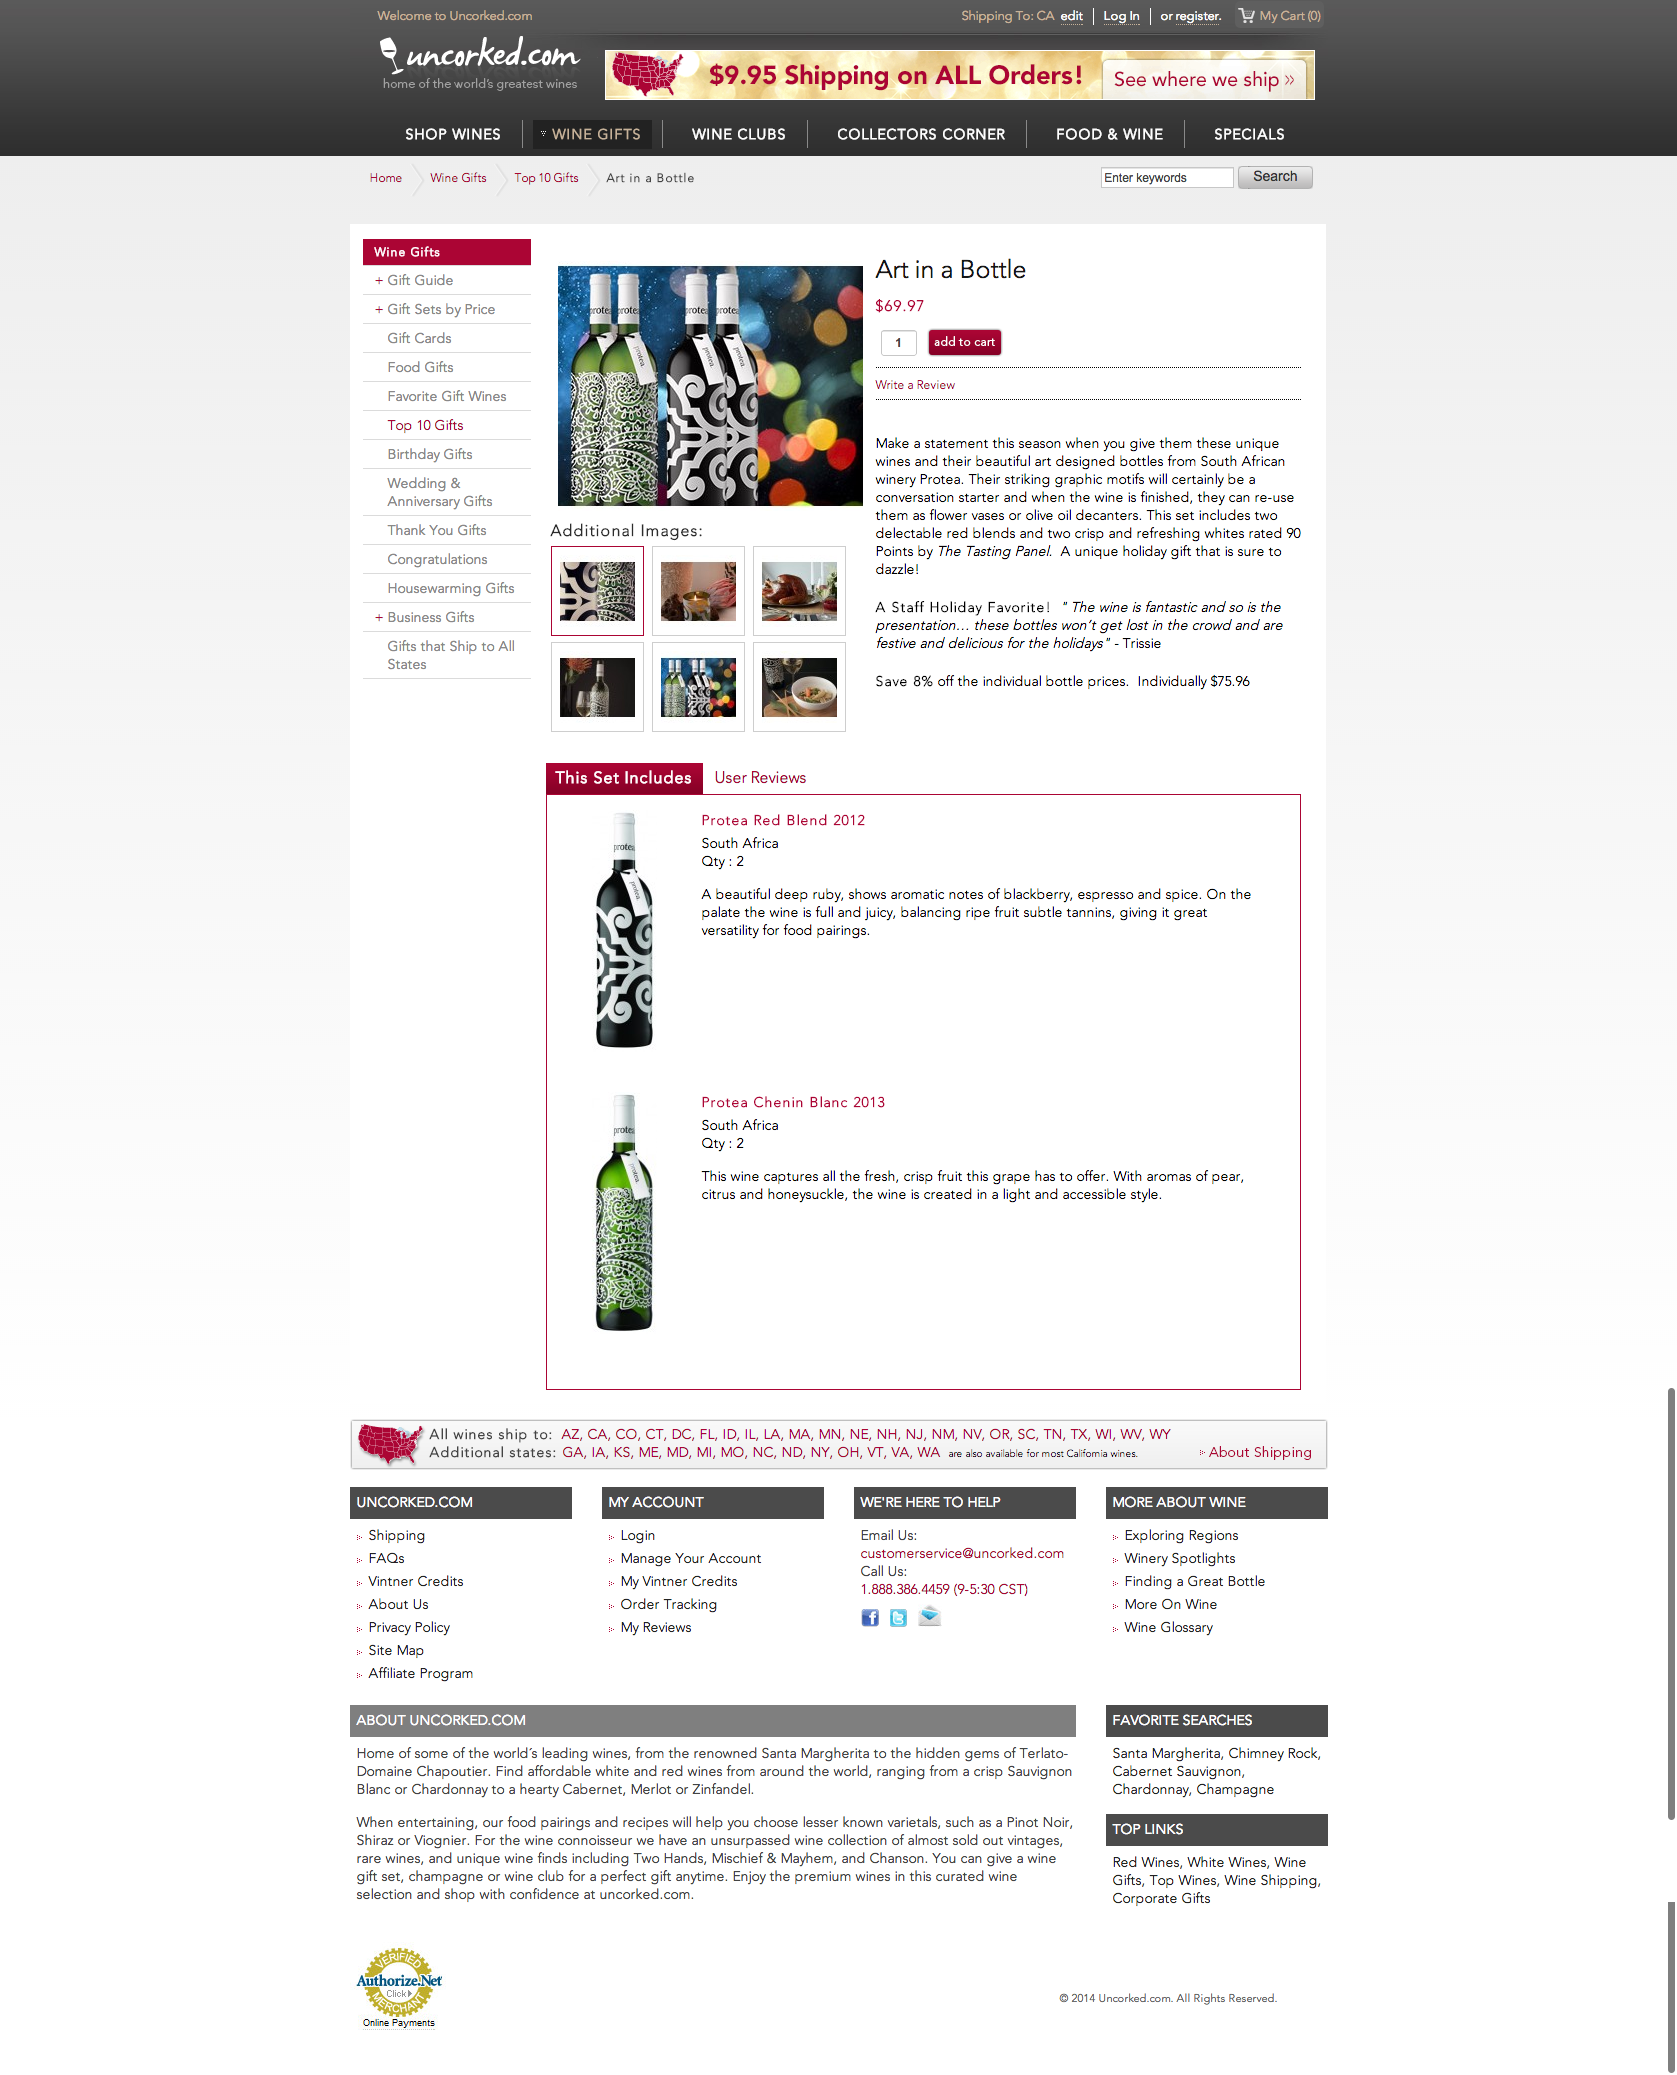 Welcome to Uncorked.com
Shipping To: CA edit
Log In
or register.
My Cart (0)
uncorked.com
home of the world's greatest wines
$9.95 Shipping on ALL Orders!
See where we ship »
SHOP WINES
WINE GIFTS
WINE CLUBS
COLLECTORS CORNER
FOOD & WINE
SPECIALS
Home
Wine Gifts
Top 10 Gifts
Art in a Bottle
Enter keywords
Search
Wine Gifts
+ Gift Guide
+ Gift Sets by Price
Gift Cards
Food Gifts
Favorite Gift Wines
Top 10 Gifts
Birthday Gifts
Wedding &
Anniversary Gifts
Thank You Gifts
Congratulations
Housewarming Gifts
+ Business Gifts
Gifts that Ship to All
States
protea
protea
protea
protea
protea
protea
Additional Images:
Art in a Bottle
$69.97
1
add to cart
Write a Review
Make a statement this season when you give them these unique
wines and their beautiful art designed bottles from South African
winery Protea. Their striking graphic motifs will certainly be a
conversation starter and when the wine is finished, they can re-use
them as flower vases or olive oil decanters. This set includes two
delectable red blends and two crisp and refreshing whites rated 90
Points by The Tasting Panel. A unique holiday gift that is sure to
dazzle!
A Staff Holiday Favorite! " The wine is fantastic and so is the
presentation... these bottles won't get lost in the crowd and are
festive and delicious for the holidays" - Trissie
Save 8% off the individual bottle prices. Individually $75.96
This Set Includes
User Reviews
protea
protea
Protea Red Blend 2012
South Africa
Qty : 2
A beautiful deep ruby, shows aromatic notes of blackberry, espresso and spice. On the
palate the wine is full and juicy, balancing ripe fruit subtle tannins, giving it great
versatility for food pairings.
protea
protea
Protea Chenin Blanc 2013
South Africa
Qty : 2
This wine captures all the fresh, crisp fruit this grape has to offer. With aromas of pear,
citrus and honeysuckle, the wine is created in a light and accessible style.
All wines ship to: AZ, CA, CO, CT, DC, FL, ID, IL, LA, MA, MN, NE, NH, NJ, NM, NV, OR, SC, TN, TX, WI, WV, WY
Additional states: GA, IA, KS, ME, MD, MI, MO, NC, ND, NY, OH, VT, VA, WA are also available for most California wines.
About Shipping
UNCORKED.COM
Shipping
FAQs
Vintner Credits
About Us
Privacy Policy
Site Map
Affiliate Program
MY ACCOUNT
Login
Manage Your Account
My Vintner Credits
Order Tracking
My Reviews
WE'RE HERE TO HELP
Email Us:
customerservice@uncorked.com
Call Us:
1.888.386.4459 (9-5:30 CST)
MORE ABOUT WINE
Exploring Regions
Winery Spotlights
Finding a Great Bottle
More On Wine
Wine Glossary
ABOUT UNCORKED.COM
Home of some of the world's leading wines, from the renowned Santa Margherita to the hidden gems of Terlato-
Domaine Chapoutier. Find affordable white and red wines from around the world, ranging from a crisp Sauvignon
Blanc or Chardonnay to a hearty Cabernet, Merlot or Zinfandel.
When entertaining, our food pairings and recipes will help you choose lesser known varietals, such as a Pinot Noir,
Shiraz or Viognier. For the wine connoisseur we have an unsurpassed wine collection of almost sold out vintages,
rare wines, and unique wine finds including Two Hands, Mischief & Mayhem, and Chanson. You can give a wine
gift set, champagne or wine club for a perfect gift anytime. Enjoy the premium wines in this curated wine
selection and shop with confidence at uncorked.com.
FAVORITE SEARCHES
Santa Margherita, Chimney Rock,
Cabernet Sauvignon,
Chardonnay, Champagne
TOP LINKS
Red Wines, White Wines, Wine
Gifts, Top Wines, Wine Shipping,
Corporate Gifts
VERIFIED
Authorize.Net
Click
MERCHANT
Online Payments
© 2014 Uncorked.com. All Rights Reserved.